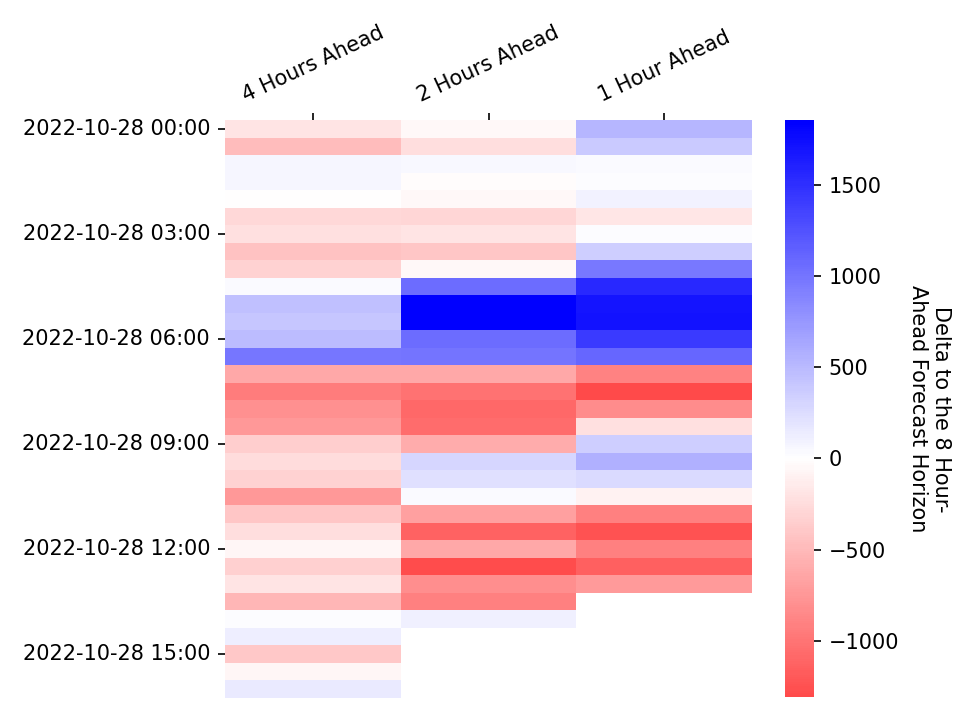 4 Hours Ahead
2 Hours Ahead
1 Hour Ahead
2022-10-28 00:00
2022-10-28 03:00
2022-10-28 06:00
2022-10-28 09:00
2022-10-28 12:00
2022-10-28 15:00
1500
1000
500
0
−500
−1000
Delta to the 8 Hour-
Ahead Forecast Horizon